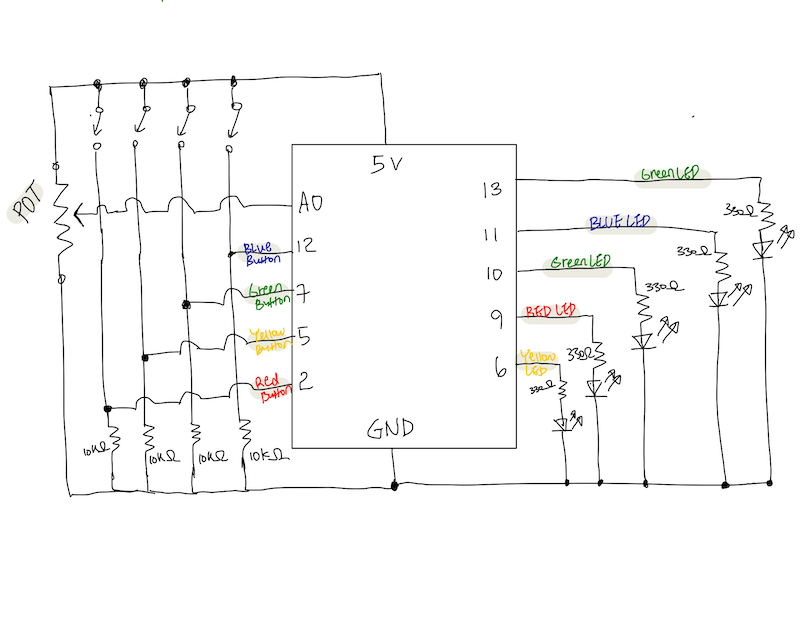 5V
POT
A0
12
Blue
Button
7
Green
Button
5
Yellow
Button
2
Red
Button
10KΩ
10KΩ
10KΩ
10KΩ
GND
13
Green LED
330Ω
11
BLUE LED
330Ω
10
Green LED
330Ω
9
RED LED
330Ω
6
Yellow
LED
330Ω